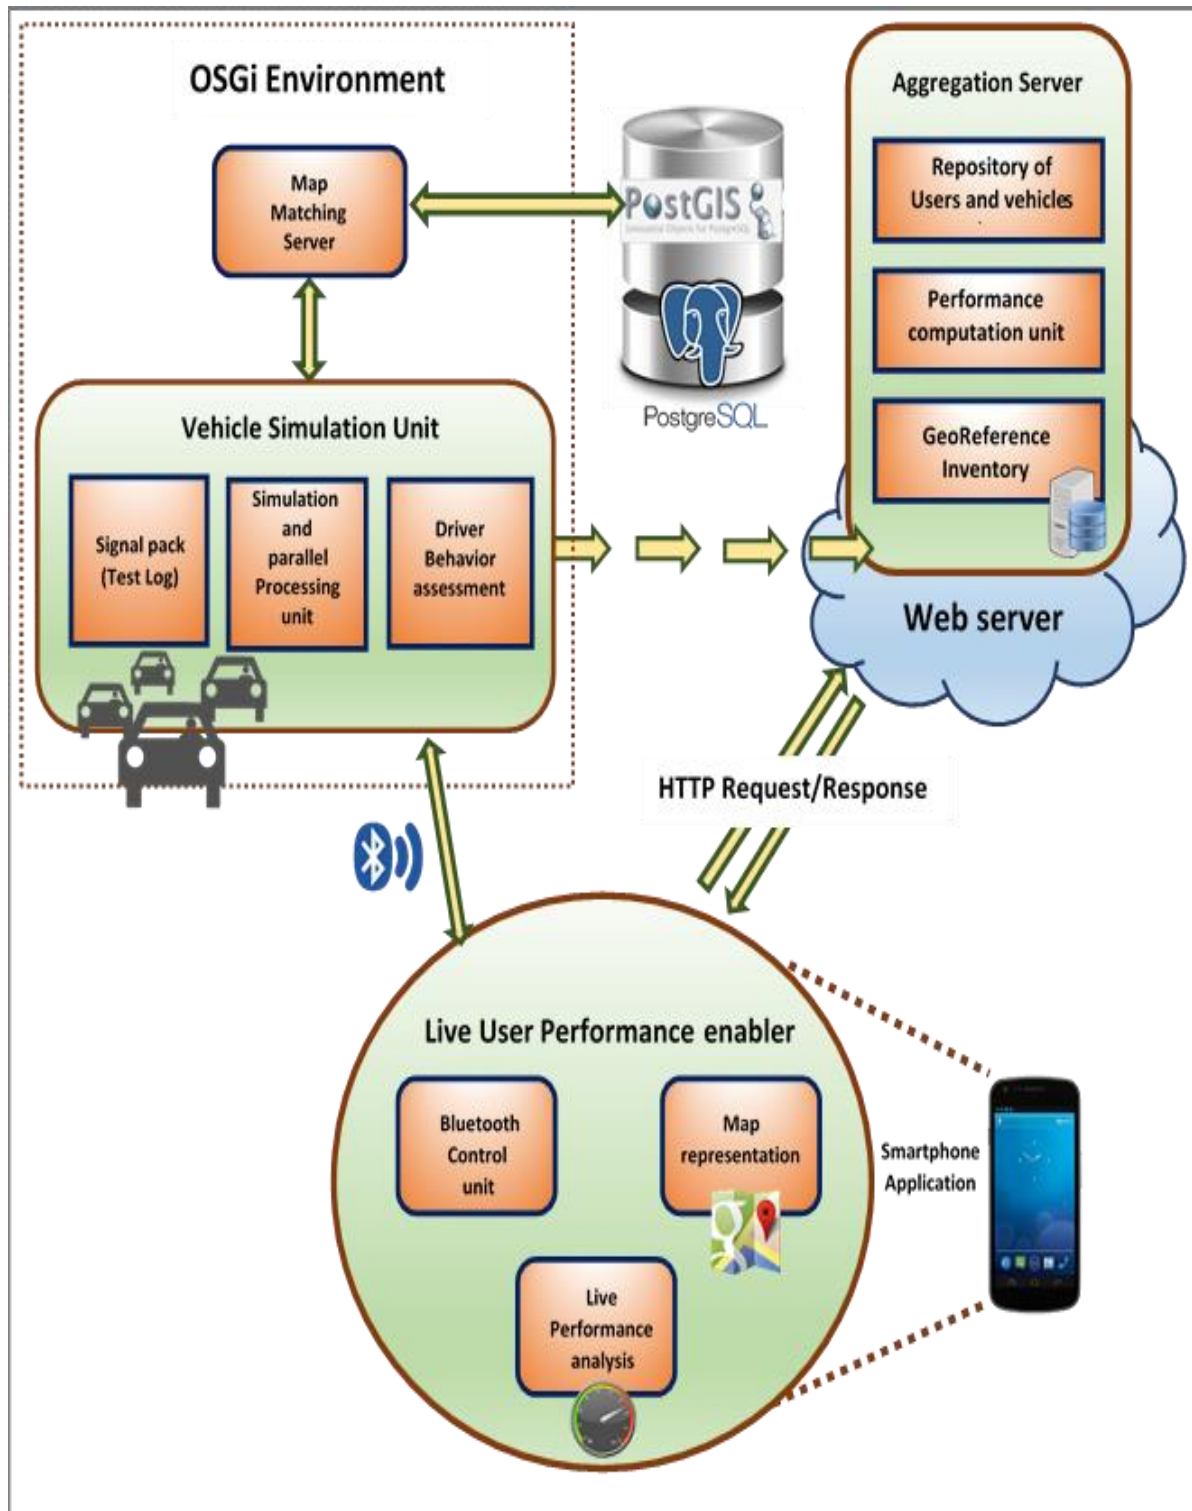 OSGi Environment
Map
Matching
Server
PostGIS
PostgreSQL
Aggregation Server
Repository of
Users and vehicles
Performance
computation unit
GeoReference
Inventory
Web server
Vehicle Simulation Unit
Signal pack
(Test Log)
Simulation
and
parallel
Processing
unit
Driver
Behavior
assessment
HTTP Request/Response
Live User Performance enabler
Bluetooth
Control
unit
Map
representation
Live
Performance
analysis
Smartphone
Application